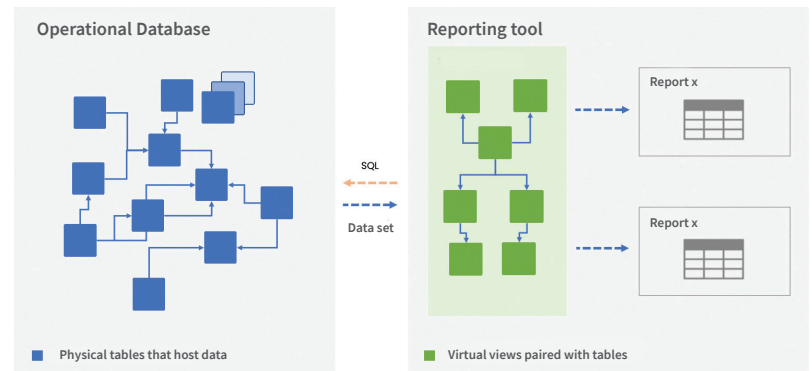 Operational Database
Reporting tool
Report x
SQL
Data set
Report x
Physical tables that host data
Virtual views paired with tables